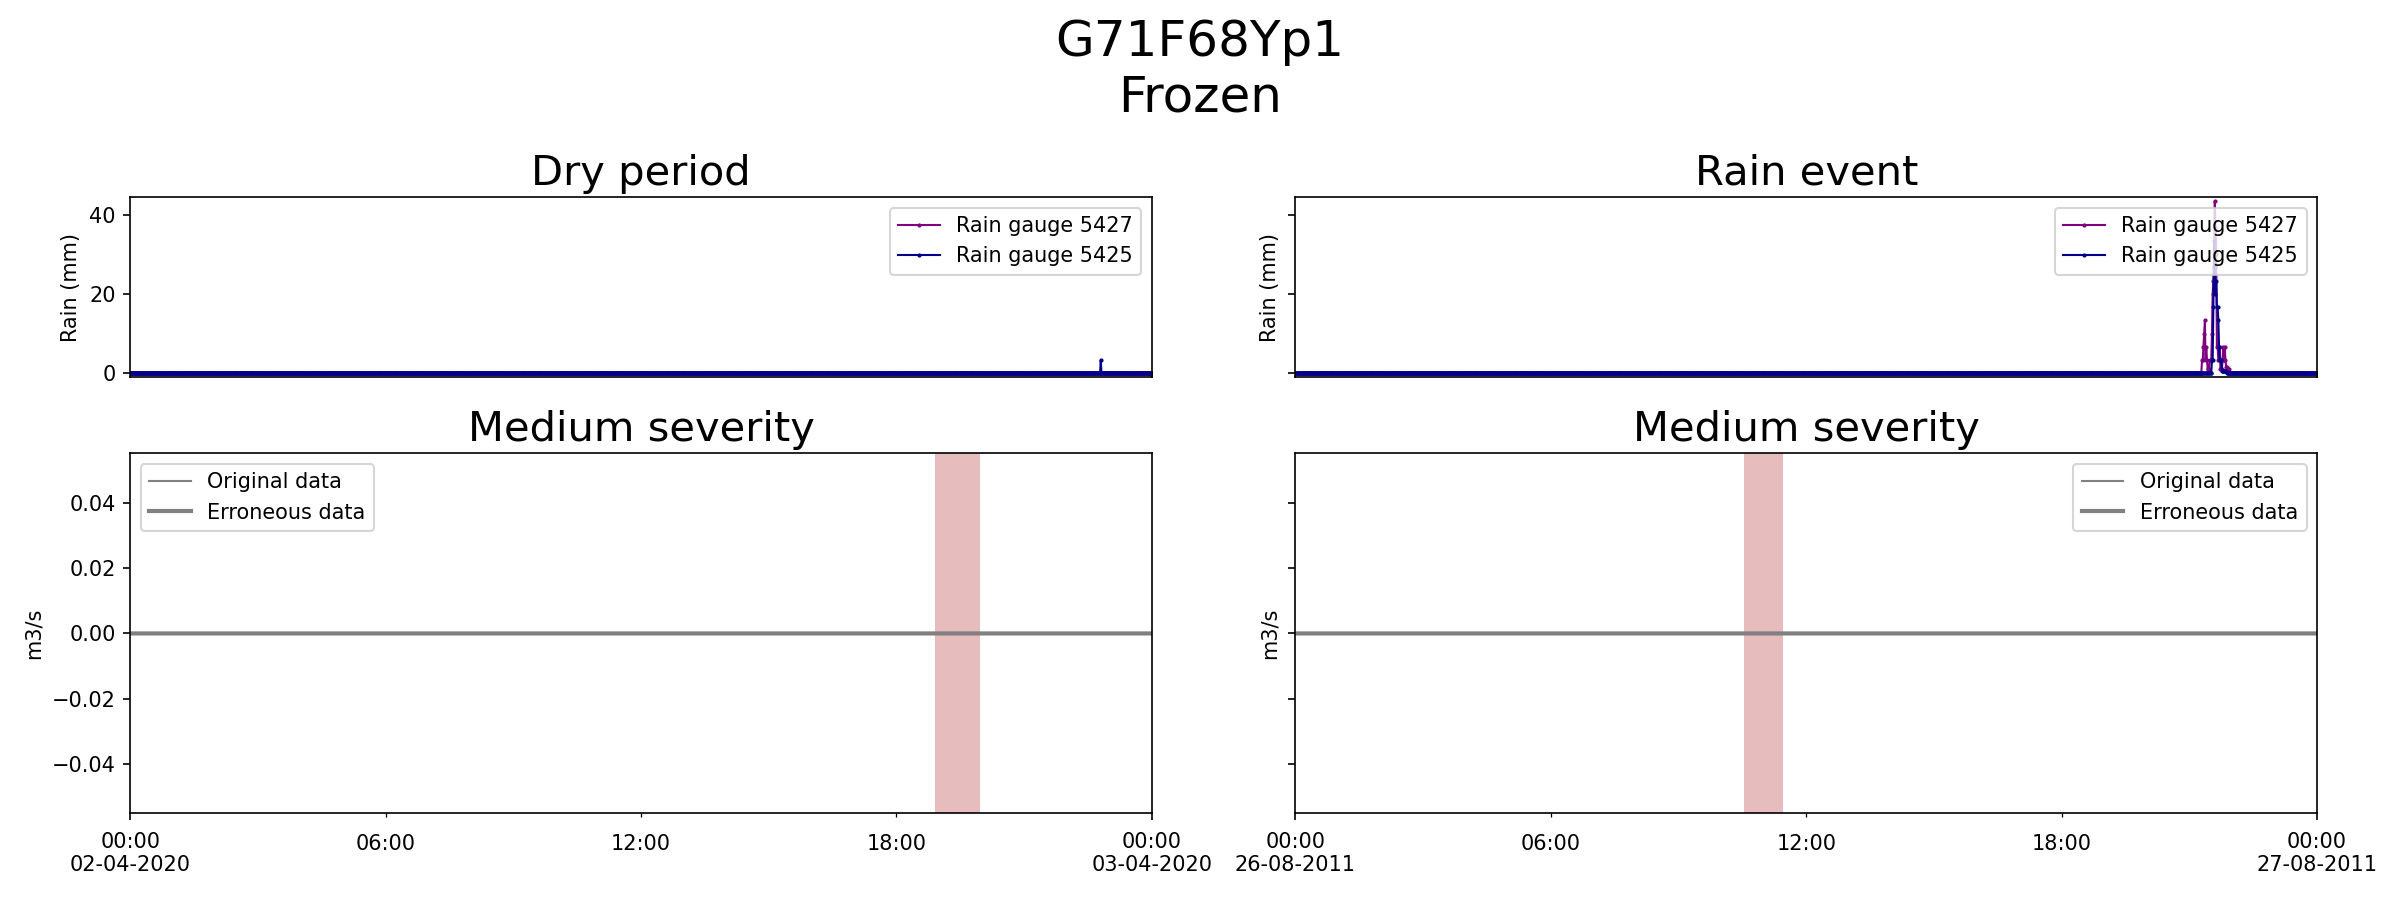 G71F68Yp1
Frozen
Dry period
Rain event
Rain (mm)
40
20
0
Rain gauge 5427
Rain gauge 5425
Rain (mm)
Rain gauge 5427
Rain gauge 5425
Medium severity
Medium severity
m3/s
0.04
0.02
0.00
−0.02
−0.04
Original data
Erroneous data
m3/s
Original data
Erroneous data
00:00
02-04-2020
06:00
12:00
18:00
00:00
03-04-2020
00:00
26-08-2011
06:00
12:00
18:00
00:00
27-08-2011